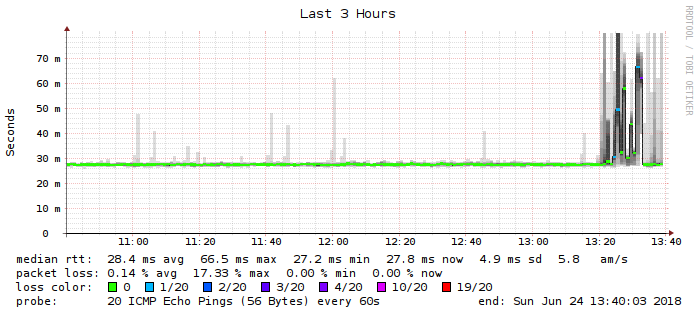 Last 3 Hours
RRDTOOL / TOBI OETIKER
Seconds
70 m
60 m
50 m
40 m
30 m
20 m
10 m
0
11:00 11:20 11:40 12:00 12:20 12:40 13:00 13:20 13:40
median rtt: 28.4 ms avg 66.5 ms max 27.2 ms min 27.8 ms now 4.9 ms sd 5.8 am/s
packet loss: 0.14 % avg 17.33 % max 0.00 % min 0.00 % now
loss color: 0 1/20 2/20 3/20 4/20 10/20 19/20
probe: 20 ICMP Echo Pings (56 Bytes) every 60s end: Sun Jun 24 13:40:03 2018